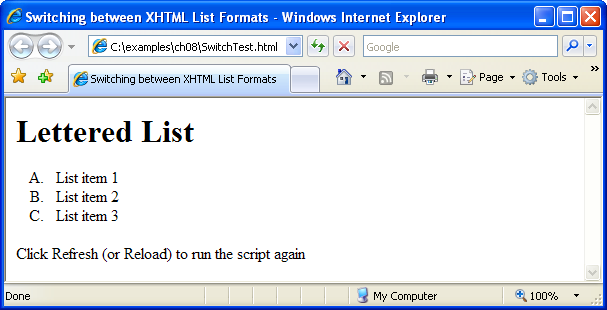 Switching between XHTML List Formats - Windows Internet Explorer
C:\examples\ch08\SwitchTest.html
Google
Switching between XHTML List Formats
Page
Tools
»
Lettered List
A. List item 1
B. List item 2
C. List item 3
Click Refresh (or Reload) to run the script again
Done
My Computer
100%